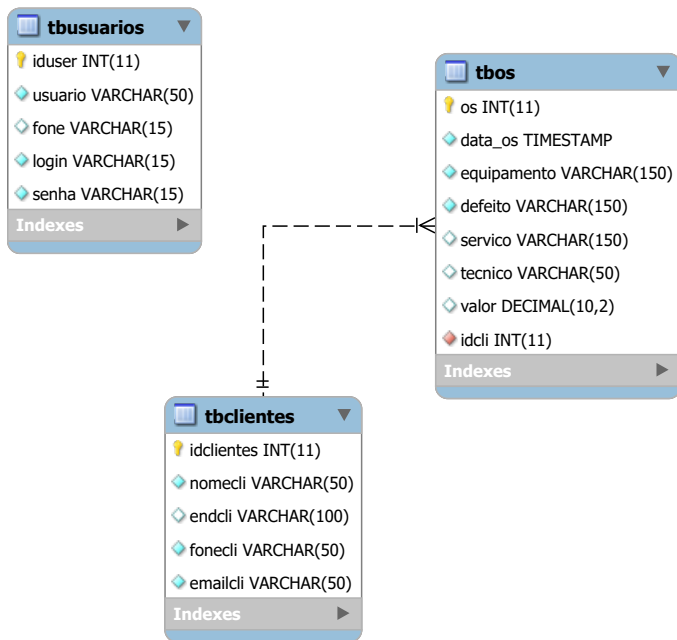 tbusuarios
iduser INT(11)
usuario VARCHAR(50)
fone VARCHAR(15)
login VARCHAR(15)
senha VARCHAR(15)
Indexes
tbos
os INT(11)
data_os TIMESTAMP
equipamento VARCHAR(150)
defeito VARCHAR(150)
servico VARCHAR(150)
tecnico VARCHAR(50)
valor DECIMAL(10,2)
idcli INT(11)
Indexes
tbclientes
idclientes INT(11)
nomecli VARCHAR(50)
endcli VARCHAR(100)
fonecli VARCHAR(50)
emailcli VARCHAR(50)
Indexes